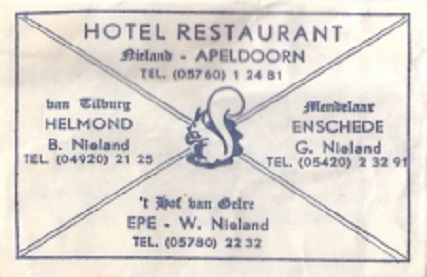 HOTEL RESTAURANT
Nieland - APELDOORN
TEL. (05760) 1 24 81
van Tilburg
HELMOND
B. Nieland
TEL. (04920) 21 25
Mendelaar
ENSCHEDE
G. Nieland
TEL. (05420) 2 32 91
't Hof van Gelre
EPE - W. Nieland
TEL. (05780) 22 32